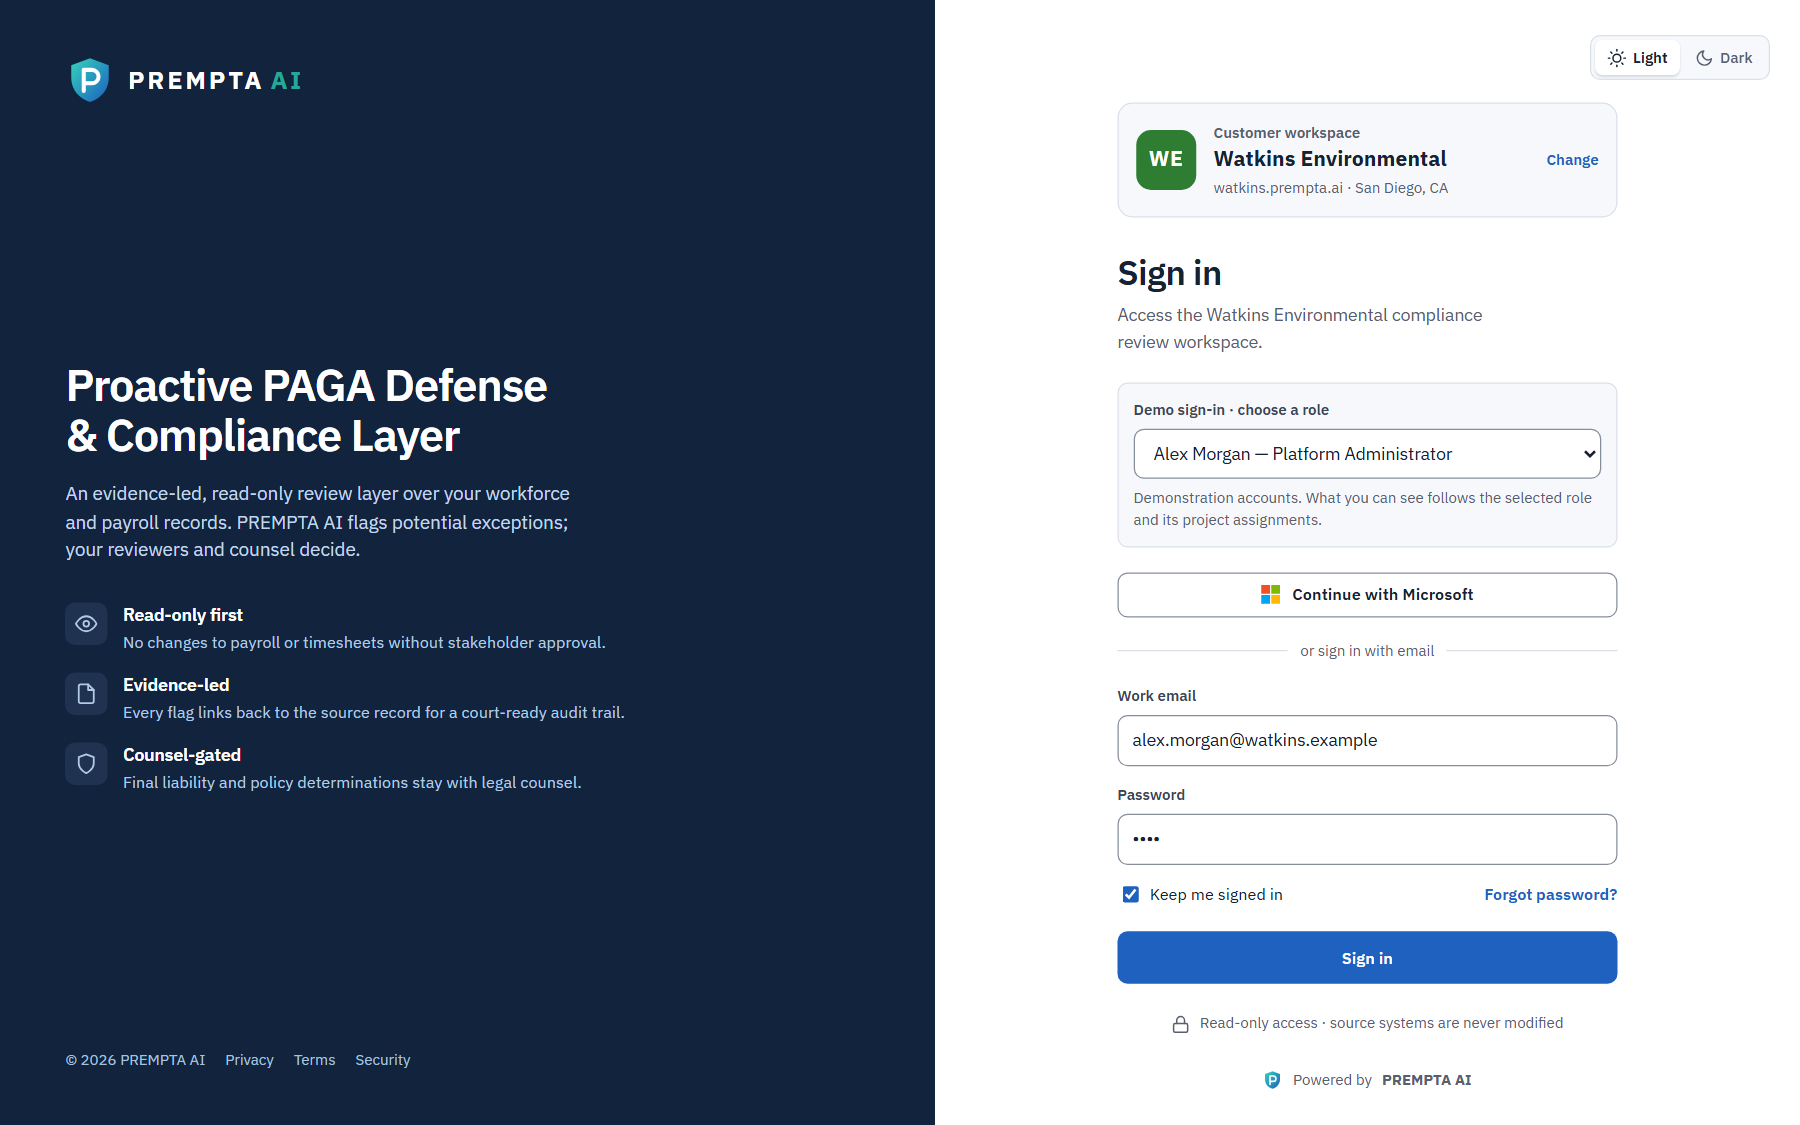 PREMPTA AI
Proactive PAGA Defense
& Compliance Layer
An evidence-led, read-only review layer over your workforce
and payroll records. PREMPTA AI flags potential exceptions;
your reviewers and counsel decide.
Read-only first
No changes to payroll or timesheets without stakeholder approval.
Evidence-led
Every flag links back to the source record for a court-ready audit trail.
Counsel-gated
Final liability and policy determinations stay with legal counsel.
© 2026 PREMPTA AI Privacy Terms Security
Light Dark
WE
Customer workspace
Watkins Environmental
watkins.prempta.ai · San Diego, CA
Change
Sign in
Access the Watkins Environmental compliance
review workspace.
Demo sign-in · choose a role
Alex Morgan — Platform Administrator
Demonstration accounts. What you can see follows the selected role
and its project assignments.
Continue with Microsoft
or sign in with email
Work email
alex.morgan@watkins.example
Password
••••
Keep me signed in Forgot password?
Sign in
Read-only access · source systems are never modified
Powered by PREMPTA AI